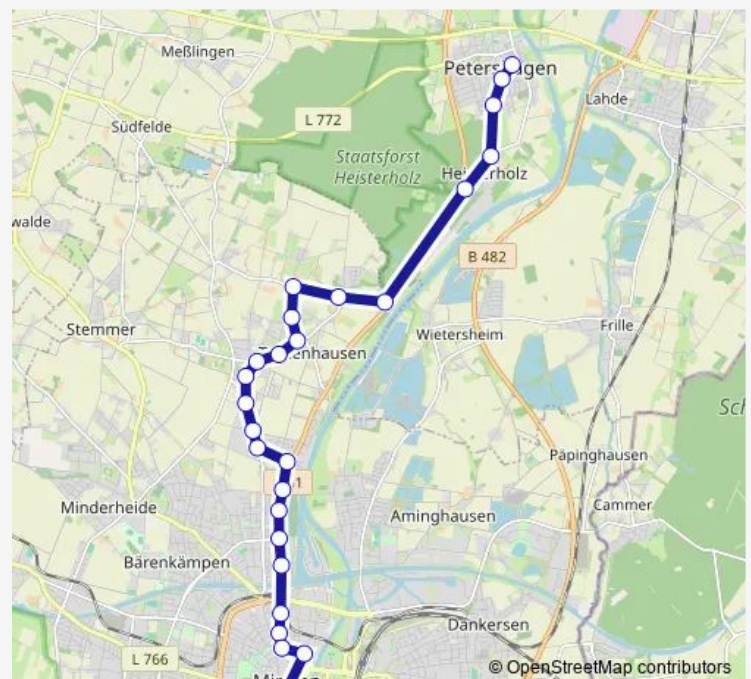 Meßlingen
Lahde
L 772
Südfelde
Staatsforst
Heisterholz
walde
B 482
Stemmer
Wietersheim
Frille
Päpinghausen
Minderheide
Aminghausen
Cammer
Bärenkämpen
Dankersen
L 766
© OpenStreetMap contributors